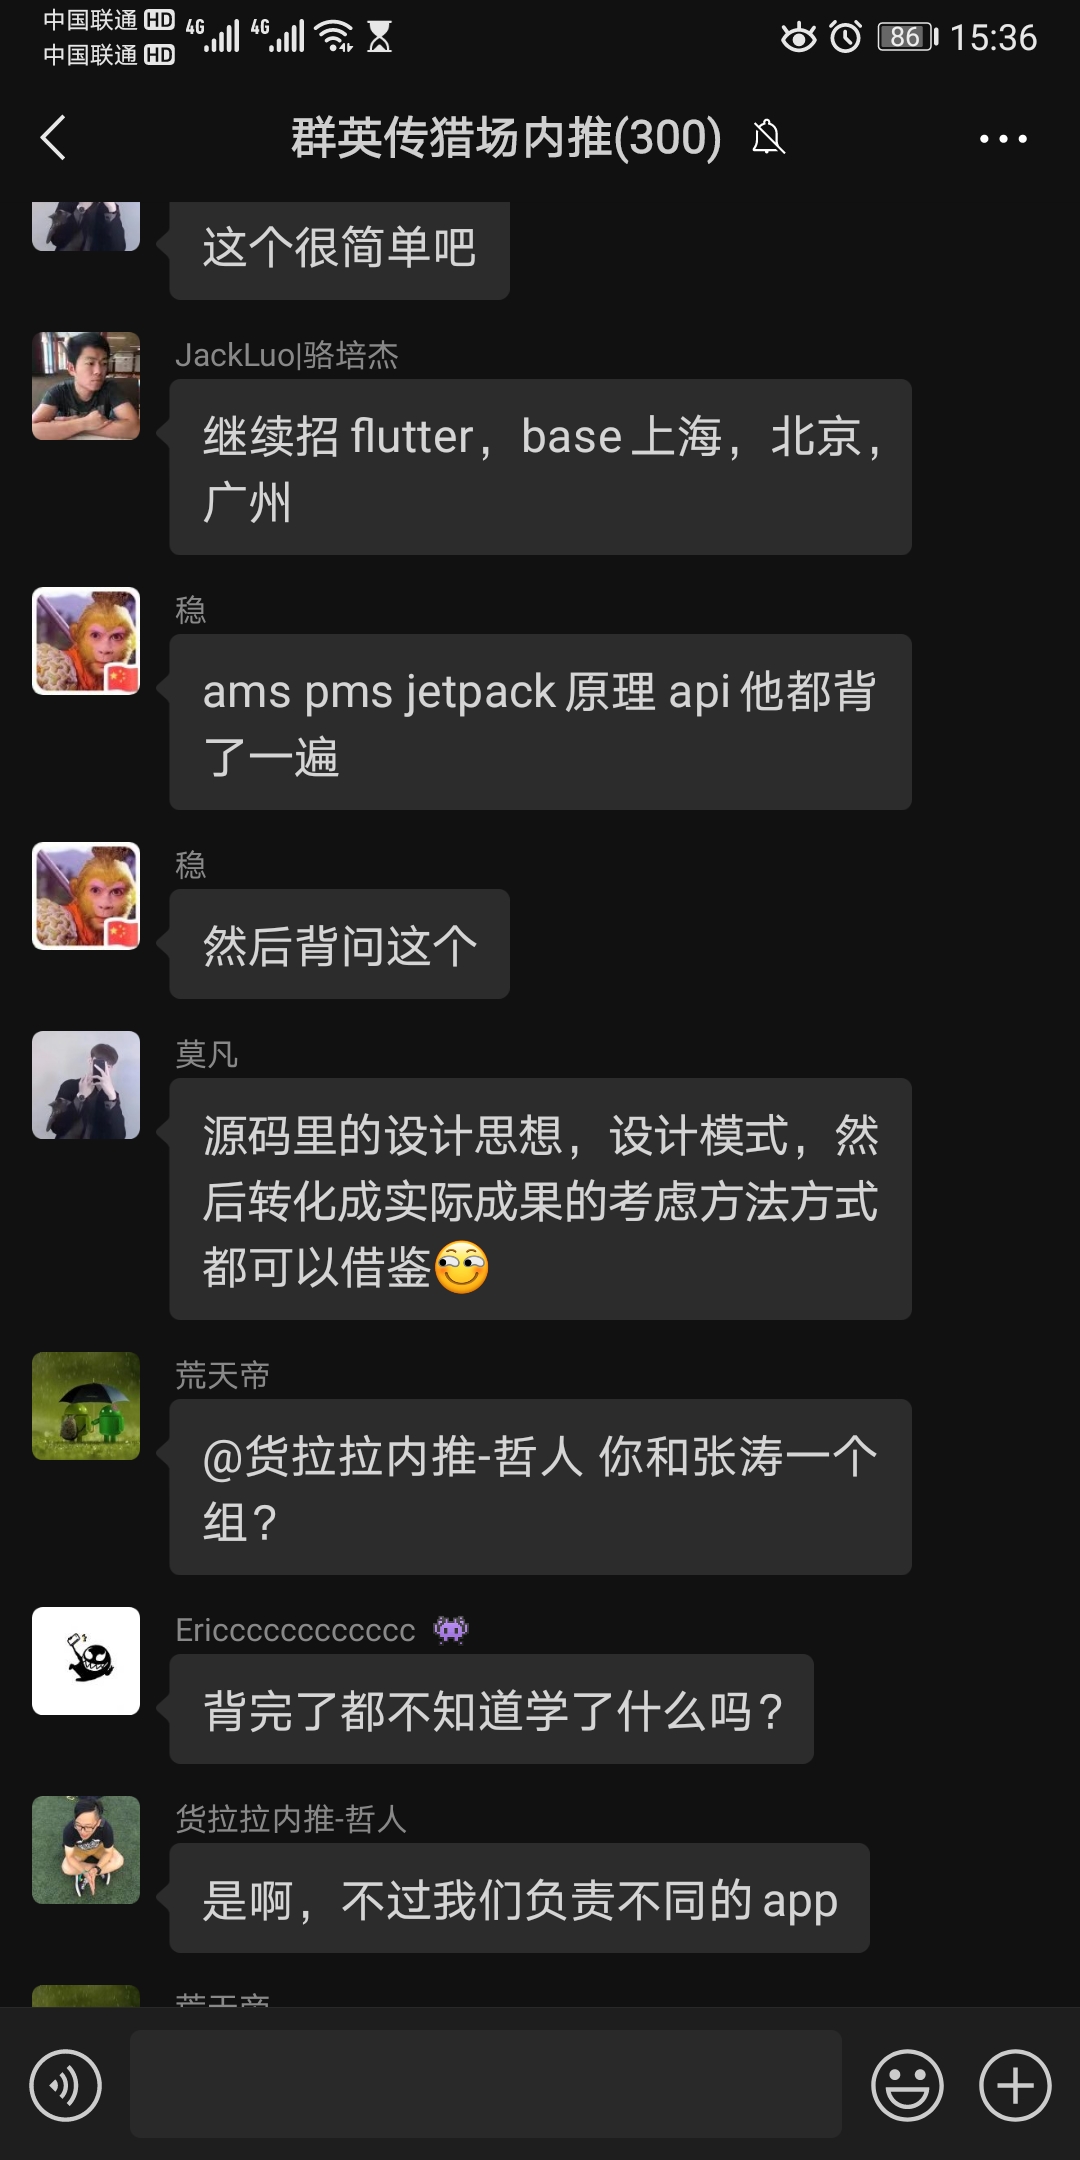 中国联通 HD 4G 4G 86 15:36
中国联通 HD
群英传猎场内推(300)
这个很简单吧
JackLuo|骆培杰
继续招 flutter，base 上海，北京，
广州
稳
ams pms jetpack 原理 api 他都背
了一遍
稳
然后背问这个
莫凡
源码里的设计思想，设计模式，然
后转化成实际成果的考虑方法方式
都可以借鉴
荒天帝
@货拉拉内推-哲人 你和张涛一个
组？
Ericccccccccccc
背完了都不知道学了什么吗？
货拉拉内推-哲人
是啊，不过我们负责不同的 app
荒天帝